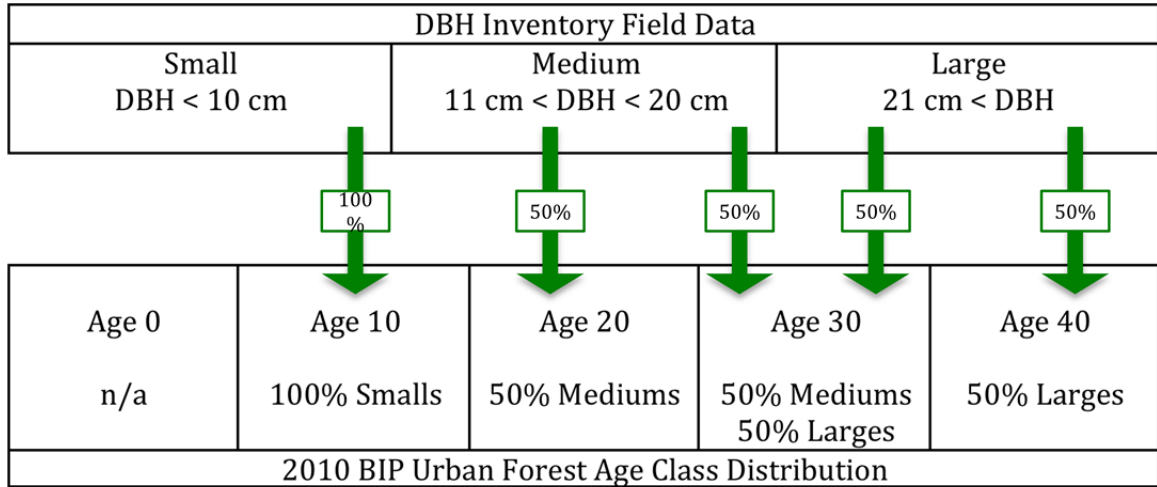 DBH Inventory Field Data
Small
DBH < 10 cm
Medium
11 cm < DBH < 20 cm
Large
21 cm < DBH
100
%
50%
50%
50%
50%
Age 0
n/a
Age 10
100% Smalls
Age 20
50% Mediums
Age 30
50% Mediums
50% Larges
Age 40
50% Larges
2010 BIP Urban Forest Age Class Distribution